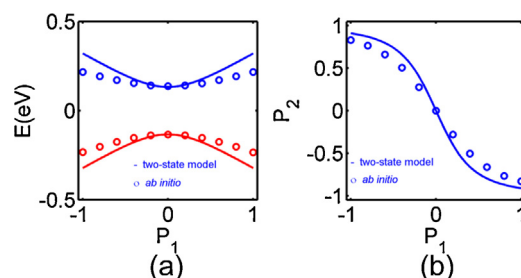 0.5
0
-0.5
E(eV)
- two-state model
o ab initio
-1
0
1
P1
(a)
1
0.5
0
-0.5
-1
P2
- two-state model
o ab initio
-1
0
1
P1
(b)